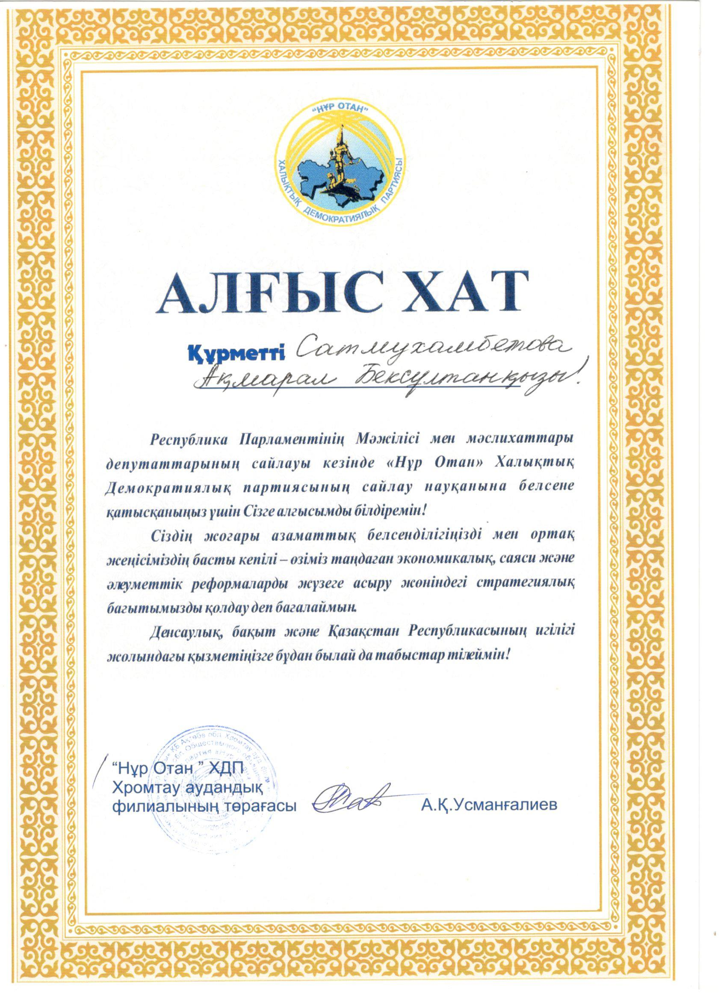 "НҰР ОТАН"
ХАЛЫҚТЫҚ ДЕМОКРАТИЯЛЫҚ ПАРТИЯСЫ
АЛҒЫС ХАТ
Құрметті Сатмухамбетова
Ақмарал Бексұлтанқызы!
Республика Парламентінің Мәжілісі мен мәслихаттары
депутаттарының сайлауы кезінде «Нұр Отан» Халықтық
Демократиялық партиясының сайлау науқанына белсене
қатысқаныңыз үшін Сізге алғысымды білдіремін!
Сіздің жоғары азаматтық белсенділігіңізді мен ортақ
жеңісіміздің басты кепілі – өзіміз таңдаған экономикалық, саяси және
әлеуметтік реформаларды жүзеге асыру жөніндегі стратегиялық
бағытымызды қолдау деп бағалаймын.
Денсаулық, бақыт және Қазақстан Республикасының игілігі
жолындағы қызметіңізге бұдан былай да табыстар тілеймін!
"Нұр Отан " ХДП
Хромтау аудандық
филиалының төрағасы А.Қ.Усманғалиев